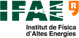 IFAE
Institut de Física
d'Altes Energies